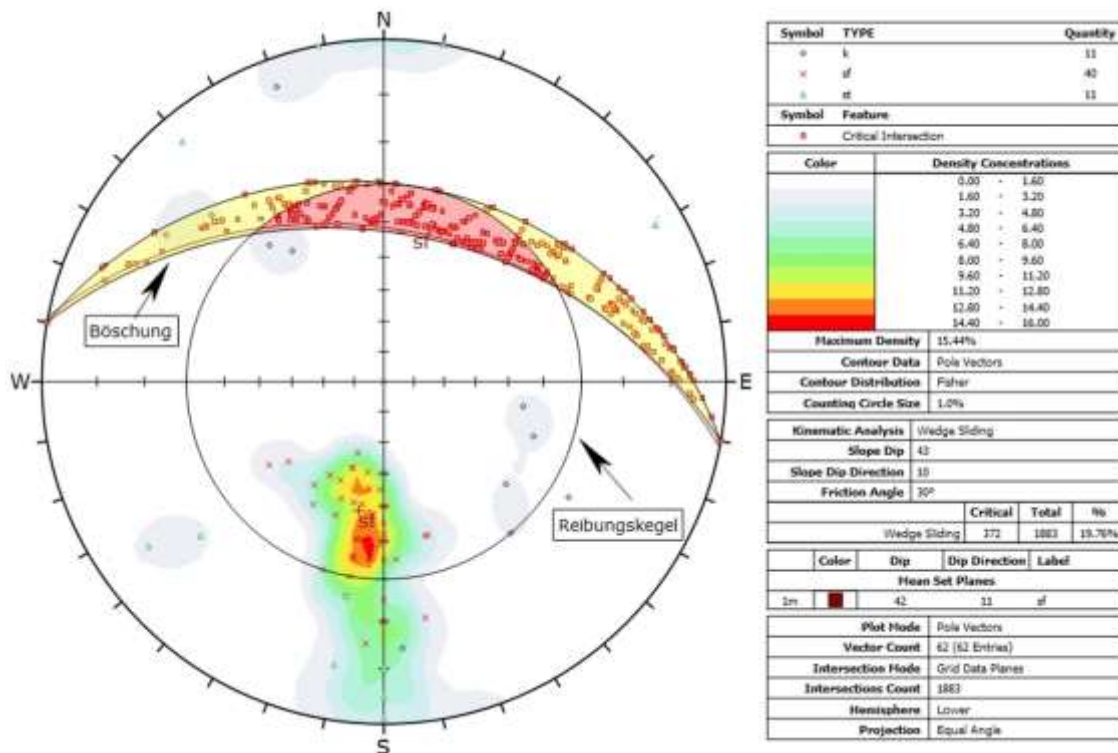 N
W
E
S
Böschung
Reibungskegel
sf
sf
Symbol TYPE Quantity
k 11
sf 40
st 11
Symbol Feature
Critical Intersection
Color Density Concentrations
0.00 - 1.60
1.60 - 3.20
3.20 - 4.80
4.80 - 6.40
6.40 - 8.00
8.00 - 9.60
9.60 - 11.20
11.20 - 12.80
12.80 - 14.40
14.40 - 16.00
Maximum Density 15.44%
Contour Data Pole Vectors
Contour Distribution Fisher
Counting Circle Size 1.0%
Kinematic Analysis Wedge Sliding
Slope Dip 43
Slope Dip Direction 10
Friction Angle 30°
Critical Total %
Wedge Sliding 372 1883 19.76%
Color Dip Dip Direction Label
Mean Set Planes
1m 42 11 sf
Plot Mode Pole Vectors
Vector Count 62 (62 Entries)
Intersection Mode Grid Data Planes
Intersections Count 1883
Hemisphere Lower
Projection Equal Angle